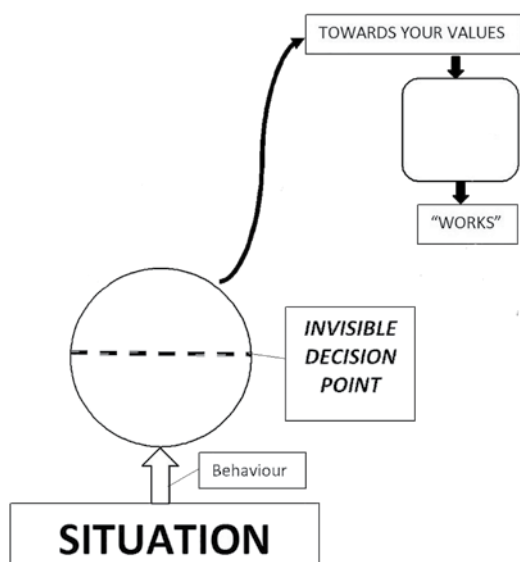 TOWARDS YOUR VALUES
“WORKS”
INVISIBLE
DECISION
POINT
Behaviour
SITUATION